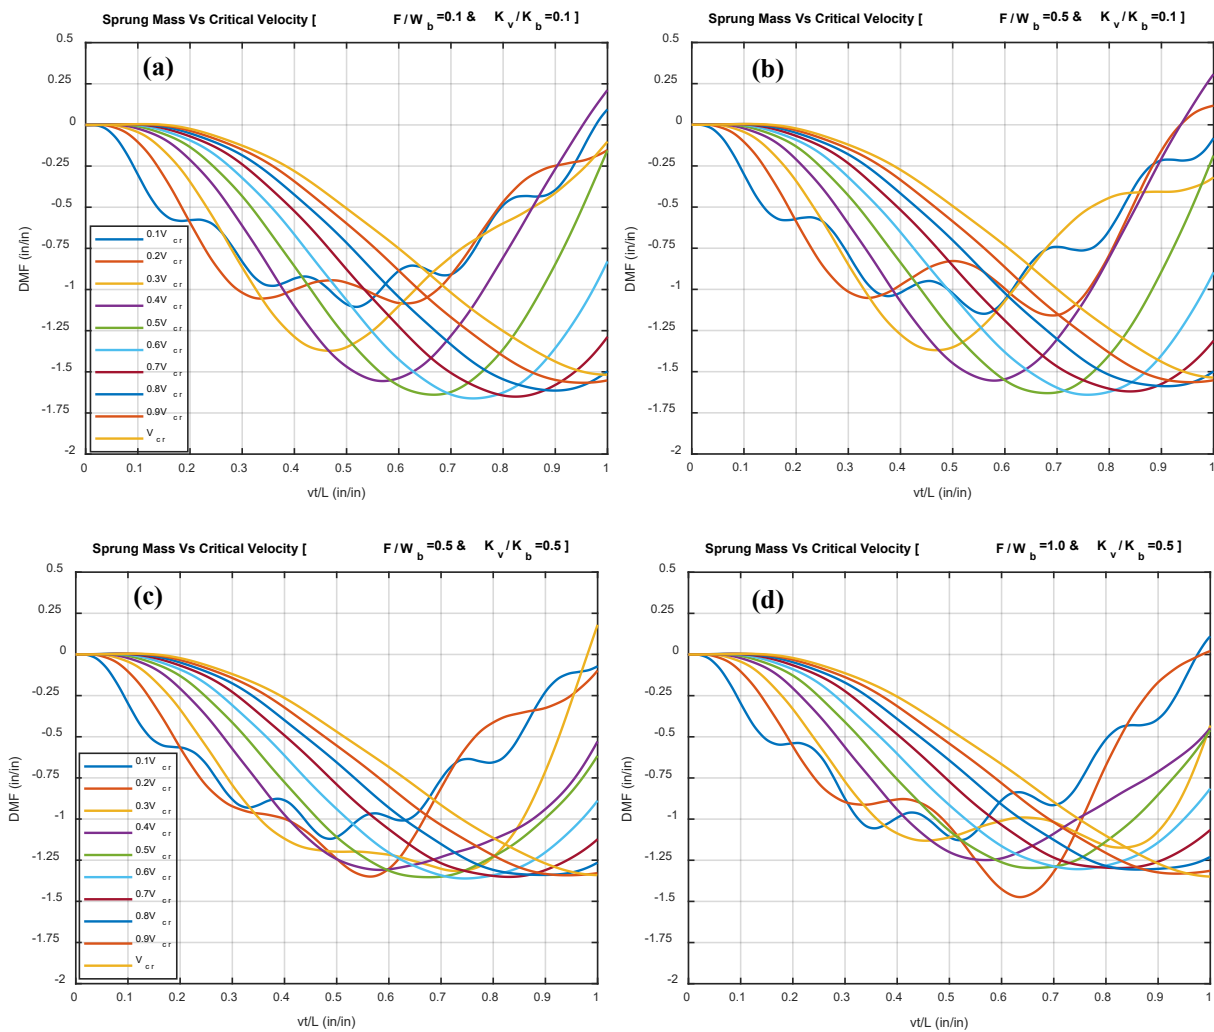 Sprung Mass Vs Critical Velocity [ F/W b =0.1 & K v /K b =0.1 ]
(a)
0.5
0.25
0
-0.25
-0.5
-0.75
-1
-1.25
-1.5
-1.75
-2
DMF (in/in)
0.1V cr
0.2V cr
0.3V cr
0.4V cr
0.5V cr
0.6V cr
0.7V cr
0.8V cr
0.9V cr
V cr
0 0.1 0.2 0.3 0.4 0.5 0.6 0.7 0.8 0.9 1
vt/L (in/in)
Sprung Mass Vs Critical Velocity [ F/W b =0.5 & K v /K b =0.1 ]
(b)
0.5
0.25
0
-0.25
-0.5
-0.75
-1
-1.25
-1.5
-1.75
-2
DMF (in/in)
0 0.1 0.2 0.3 0.4 0.5 0.6 0.7 0.8 0.9 1
vt/L (in/in)
Sprung Mass Vs Critical Velocity [ F/W b =0.5 & K v /K b =0.5 ]
(c)
0.5
0.25
0
-0.25
-0.5
-0.75
-1
-1.25
-1.5
-1.75
-2
DMF (in/in)
0.1V cr
0.2V cr
0.3V cr
0.4V cr
0.5V cr
0.6V cr
0.7V cr
0.8V cr
0.9V cr
V cr
0 0.1 0.2 0.3 0.4 0.5 0.6 0.7 0.8 0.9 1
vt/L (in/in)
Sprung Mass Vs Critical Velocity [ F/W b =1.0 & K v /K b =0.5 ]
(d)
0.5
0.25
0
-0.25
-0.5
-0.75
-1
-1.25
-1.5
-1.75
-2
DMF (in/in)
0 0.1 0.2 0.3 0.4 0.5 0.6 0.7 0.8 0.9 1
vt/L (in/in)